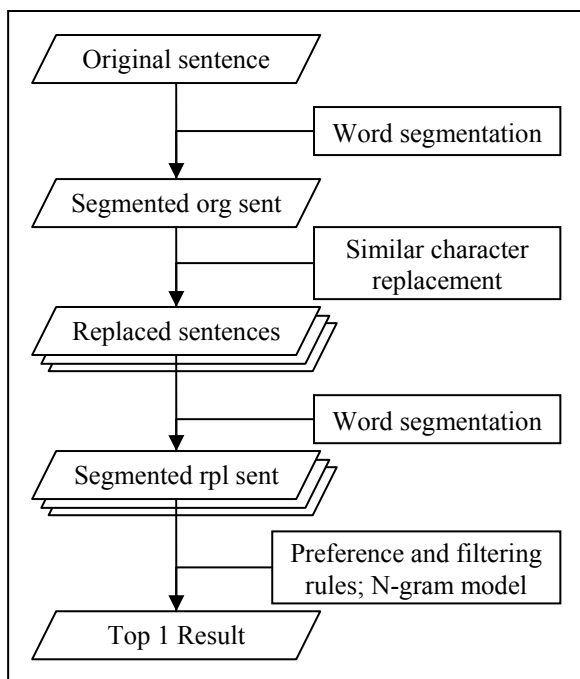 Original sentence
Word segmentation
Segmented org sent
Similar character
replacement
Replaced sentences
Word segmentation
Segmented rpl sent
Preference and filtering
rules; N-gram model
Top 1 Result